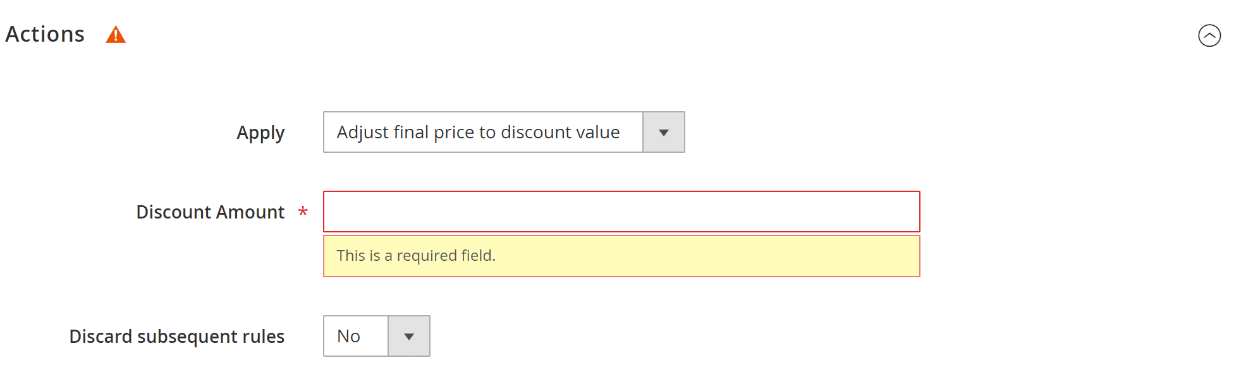 Actions
Apply Adjust final price to discount value
Discount Amount *
This is a required field.
Discard subsequent rules No